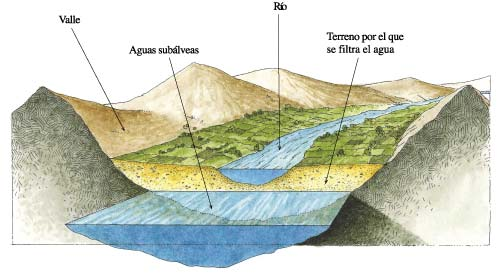 Río
Valle
Terreno por el que
se filtra el agua
Aguas subálveas